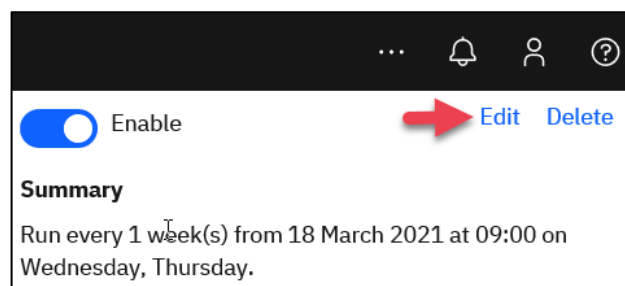 Enable
Edit Delete
Summary
Run every 1 week(s) from 18 March 2021 at 09:00 on
Wednesday, Thursday.